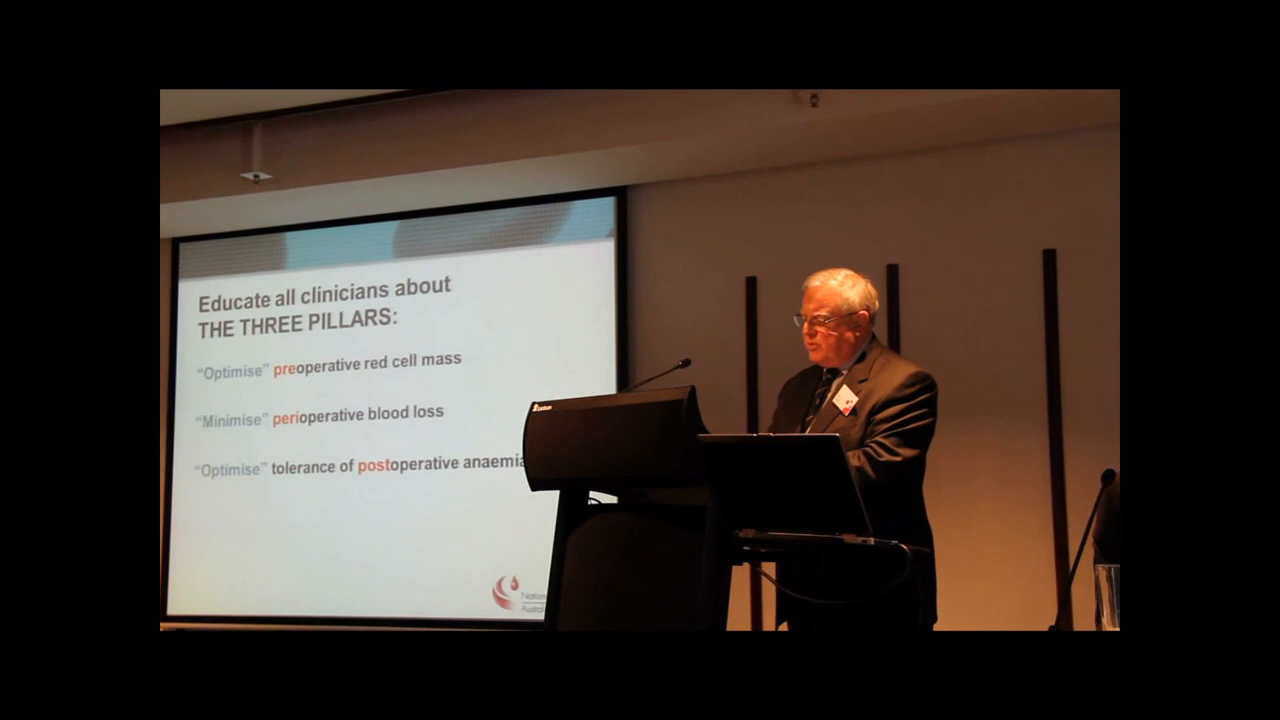 Educate all clinicians about
THE THREE PILLARS:
“Optimise” preoperative red cell mass
“Minimise” perioperative blood loss
“Optimise” tolerance of postoperative anaemia